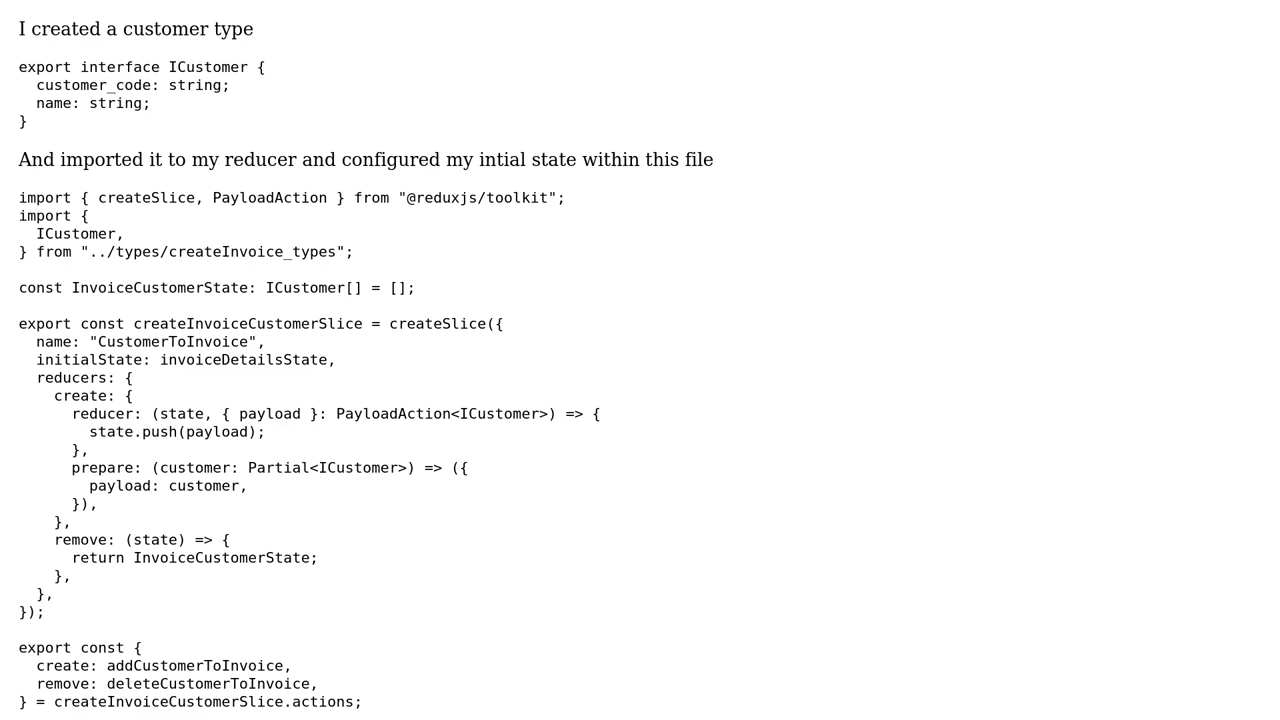 I created a customer type
export interface ICustomer {
  customer_code: string;
  name: string;
}
And imported it to my reducer and configured my intial state within this file
import { createSlice, PayloadAction } from "@reduxjs/toolkit";
import {
  ICustomer,
} from "../types/createInvoice_types";

const InvoiceCustomerState: ICustomer[] = [];

export const createInvoiceCustomerSlice = createSlice({
  name: "CustomerToInvoice",
  initialState: invoiceDetailsState,
  reducers: {
    create: {
      reducer: (state, { payload }: PayloadAction<ICustomer>) => {
        state.push(payload);
      },
      prepare: (customer: Partial<ICustomer>) => ({
        payload: customer,
      }),
    },
    remove: (state) => {
      return InvoiceCustomerState;
    },
  },
});

export const {
  create: addCustomerToInvoice,
  remove: deleteCustomerToInvoice,
} = createInvoiceCustomerSlice.actions;